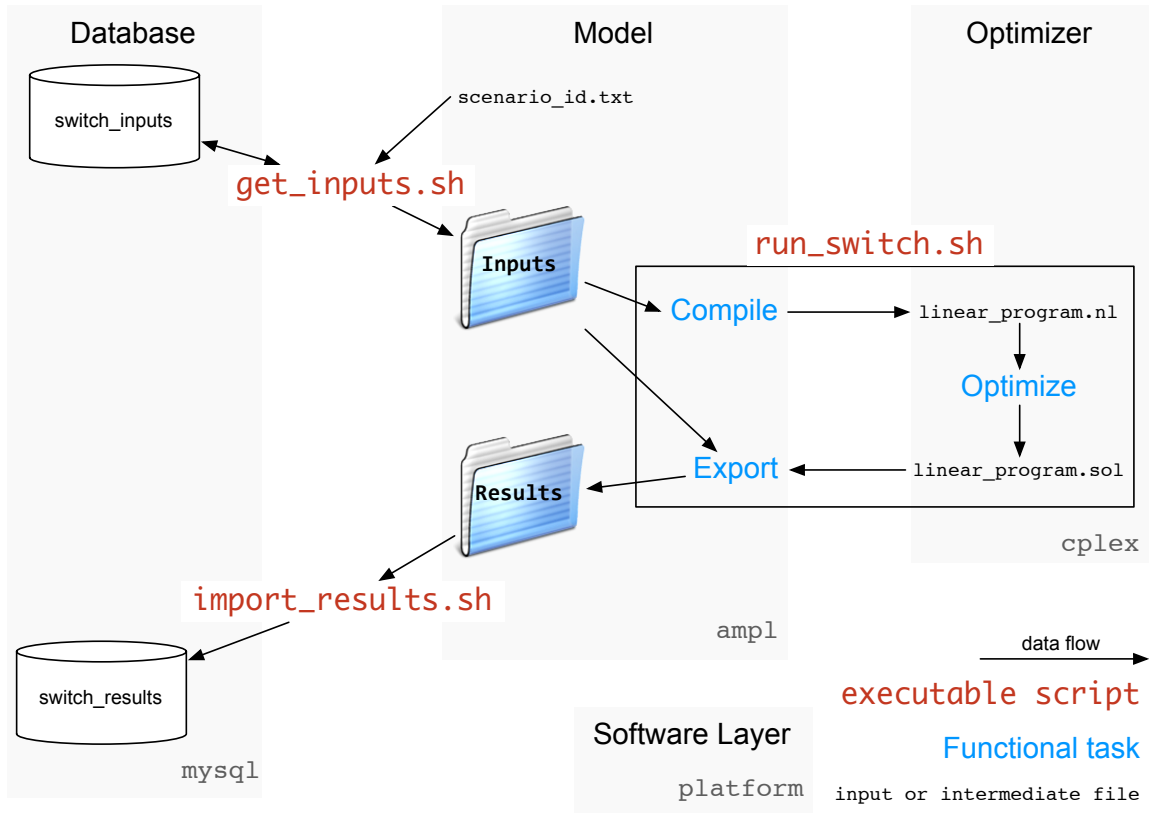 Database
Model
Optimizer
scenario_id.txt
switch_inputs
get_inputs.sh
run_switch.sh
Inputs
Compile
linear_program.nl
Optimize
Export
linear_program.sol
Results
cplex
import_results.sh
ampl
data flow
switch_results
executable script
Software Layer
Functional task
mysql
platform
input or intermediate file